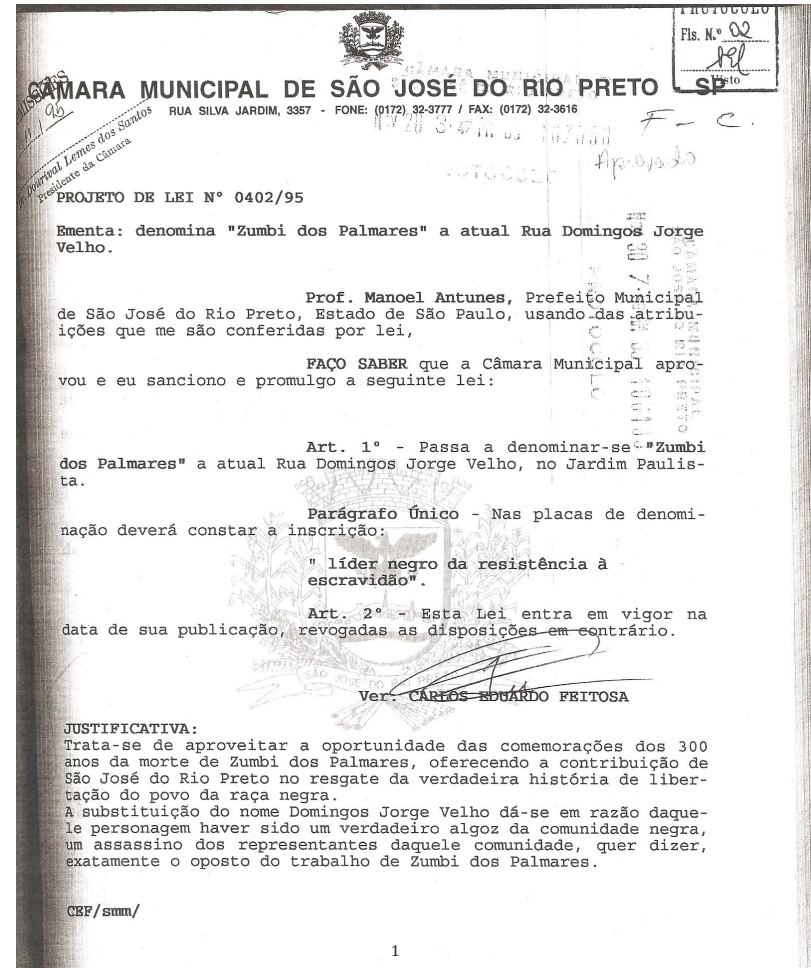 PROTOCOLO
Fls. N.º 02
Visto
CÂMARA MUNICIPAL DE SÃO JOSÉ DO RIO PRETO SP
RUA SILVA JARDIM, 3357 - FONE: (0172) 32-3777 / FAX: (0172) 32-3616
F - C.
Aprovado
Dourival Lemes dos Santos
Presidente da Câmara
PROJETO DE LEI Nº 0402/95
Ementa: denomina "Zumbi dos Palmares" a atual Rua Domingos Jorge
Velho.
Prof. Manoel Antunes, Prefeito Municipal
de São José do Rio Preto, Estado de São Paulo, usando das atribu-
ições que me são conferidas por lei,
FAÇO SABER que a Câmara Municipal apro-
vou e eu sanciono e promulgo a seguinte lei:
Art. 1º - Passa a denominar-se "Zumbi
dos Palmares" a atual Rua Domingos Jorge Velho, no Jardim Paulis-
ta.
Parágrafo Único - Nas placas de denomi-
nação deverá constar a inscrição:
" líder negro da resistência à
escravidão".
Art. 2º - Esta Lei entra em vigor na
data de sua publicação, revogadas as disposições em contrário.
SÃO JOSÉ DO RIO PRETO
Ver. CARLOS EDUARDO FEITOSA
JUSTIFICATIVA:
Trata-se de aproveitar a oportunidade das comemorações dos 300
anos da morte de Zumbi dos Palmares, oferecendo a contribuição de
São José do Rio Preto no resgate da verdadeira história de liber-
tação do povo da raça negra.
A substituição do nome Domingos Jorge Velho dá-se em razão daque-
le personagem haver sido um verdadeiro algoz da comunidade negra,
um assassino dos representantes daquele comunidade, quer dizer,
exatamente o oposto do trabalho de Zumbi dos Palmares.
CEF/smm/
1